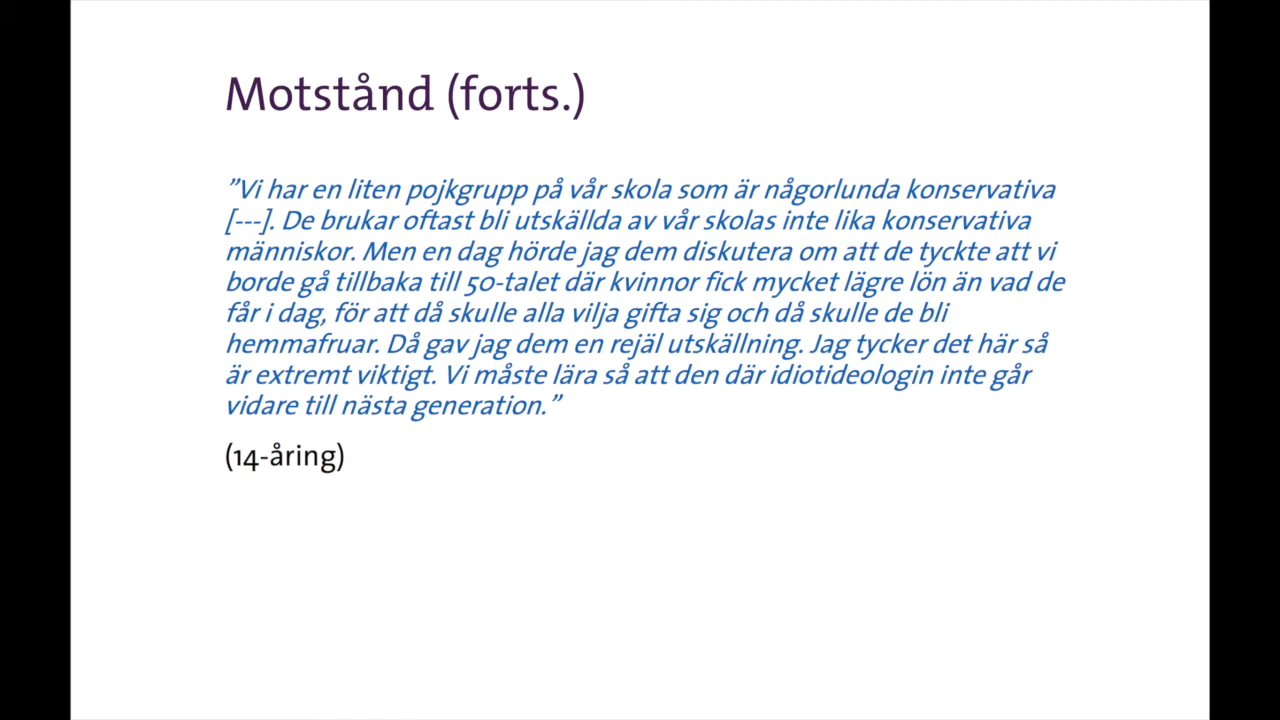 Motstånd (forts.)
”Vi har en liten pojkgrupp på vår skola som är någorlunda konservativa
[---]. De brukar oftast bli utskällda av vår skolas inte lika konservativa
människor. Men en dag hörde jag dem diskutera om att de tyckte att vi
borde gå tillbaka till 50-talet där kvinnor fick mycket lägre lön än vad de
får i dag, för att då skulle alla vilja gifta sig och då skulle de bli
hemmafruar. Då gav jag dem en rejäl utskällning. Jag tycker det här så
är extremt viktigt. Vi måste lära så att den där idiotideologin inte går
vidare till nästa generation.”
(14-åring)